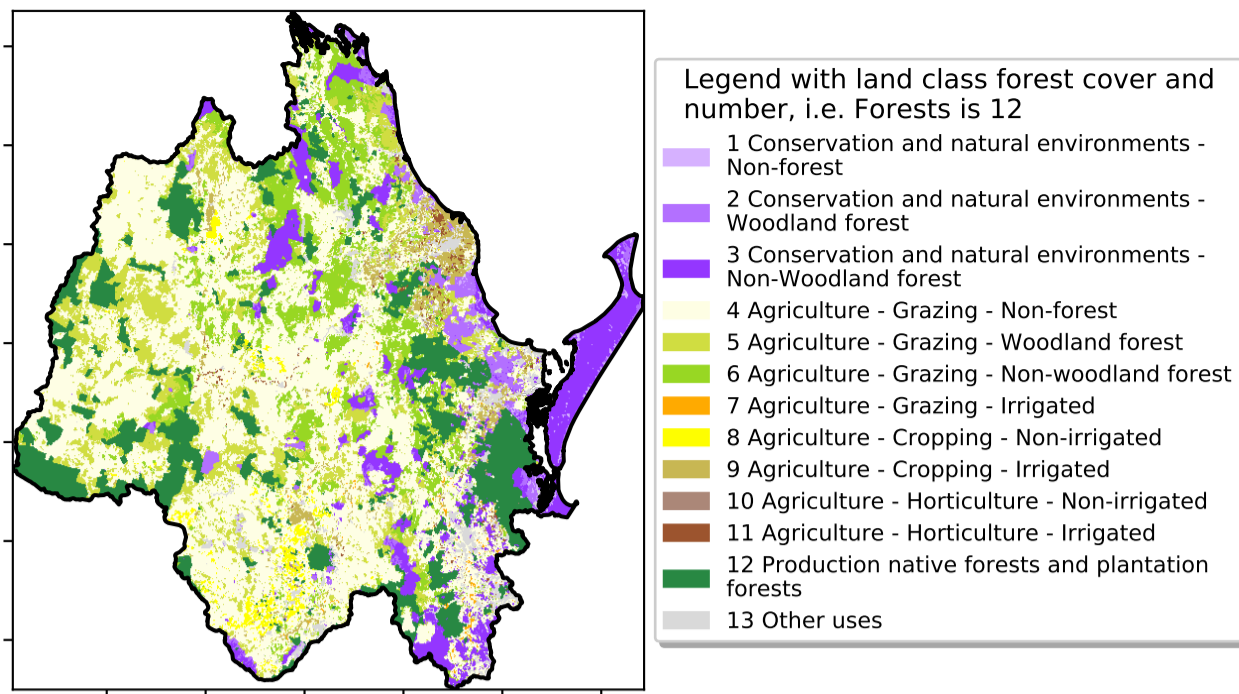 Legend with land class forest cover and
number, i.e. Forests is 12
1 Conservation and natural environments -
Non-forest
2 Conservation and natural environments -
Woodland forest
3 Conservation and natural environments -
Non-Woodland forest
4 Agriculture - Grazing - Non-forest
5 Agriculture - Grazing - Woodland forest
6 Agriculture - Grazing - Non-woodland forest
7 Agriculture - Grazing - Irrigated
8 Agriculture - Cropping - Non-irrigated
9 Agriculture - Cropping - Irrigated
10 Agriculture - Horticulture - Non-irrigated
11 Agriculture - Horticulture - Irrigated
12 Production native forests and plantation
forests
13 Other uses